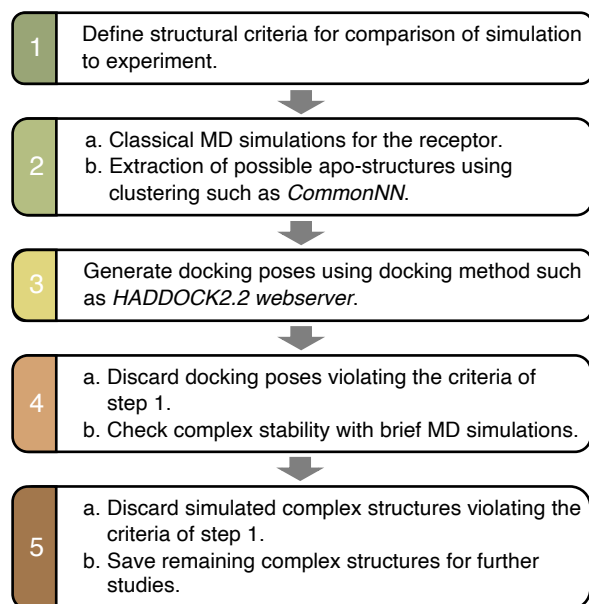 1
Define structural criteria for comparison of simulation
to experiment.
2
a. Classical MD simulations for the receptor.
b. Extraction of possible apo-structures using
clustering such as CommonNN.
3
Generate docking poses using docking method such
as HADDOCK2.2 webserver.
4
a. Discard docking poses violating the criteria of
step 1.
b. Check complex stability with brief MD simulations.
5
a. Discard simulated complex structures violating the
criteria of step 1.
b. Save remaining complex structures for further
studies.